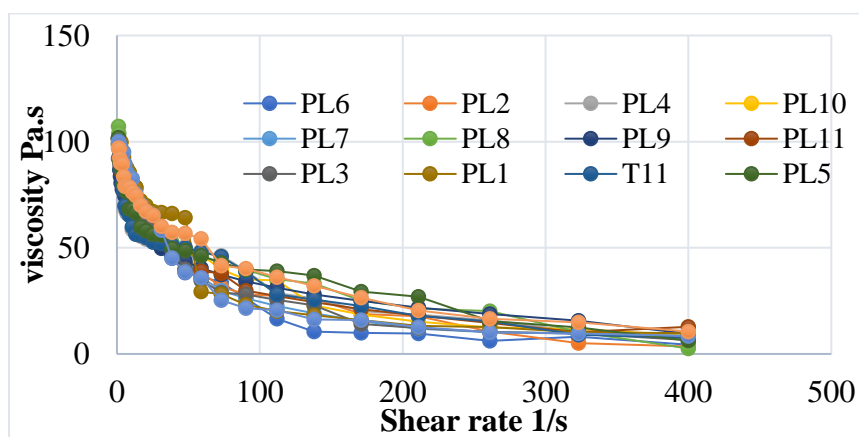 150
100
50
0
viscosity Pa.s
PL6 PL2 PL4 PL10
PL7 PL8 PL9 PL11
PL3 PL1 T11 PL5
0 100 200 300 400 500
Shear rate 1/s